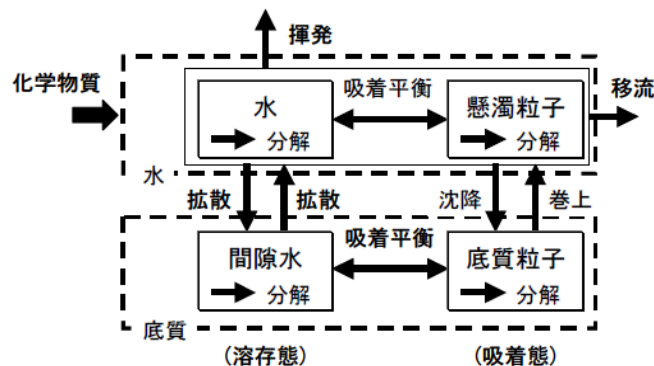 揮発
化学物質
水
吸着平衡
懸濁粒子
移流
分解
分解
水
拡散
拡散
沈降
巻上
間隙水
吸着平衡
底質粒子
分解
分解
底質
(溶存態)
(吸着態)